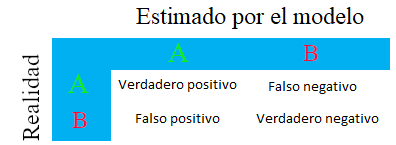 Estimado por el modelo
Realidad
A B
A Verdadero positivo Falso negativo
B Falso positivo Verdadero negativo